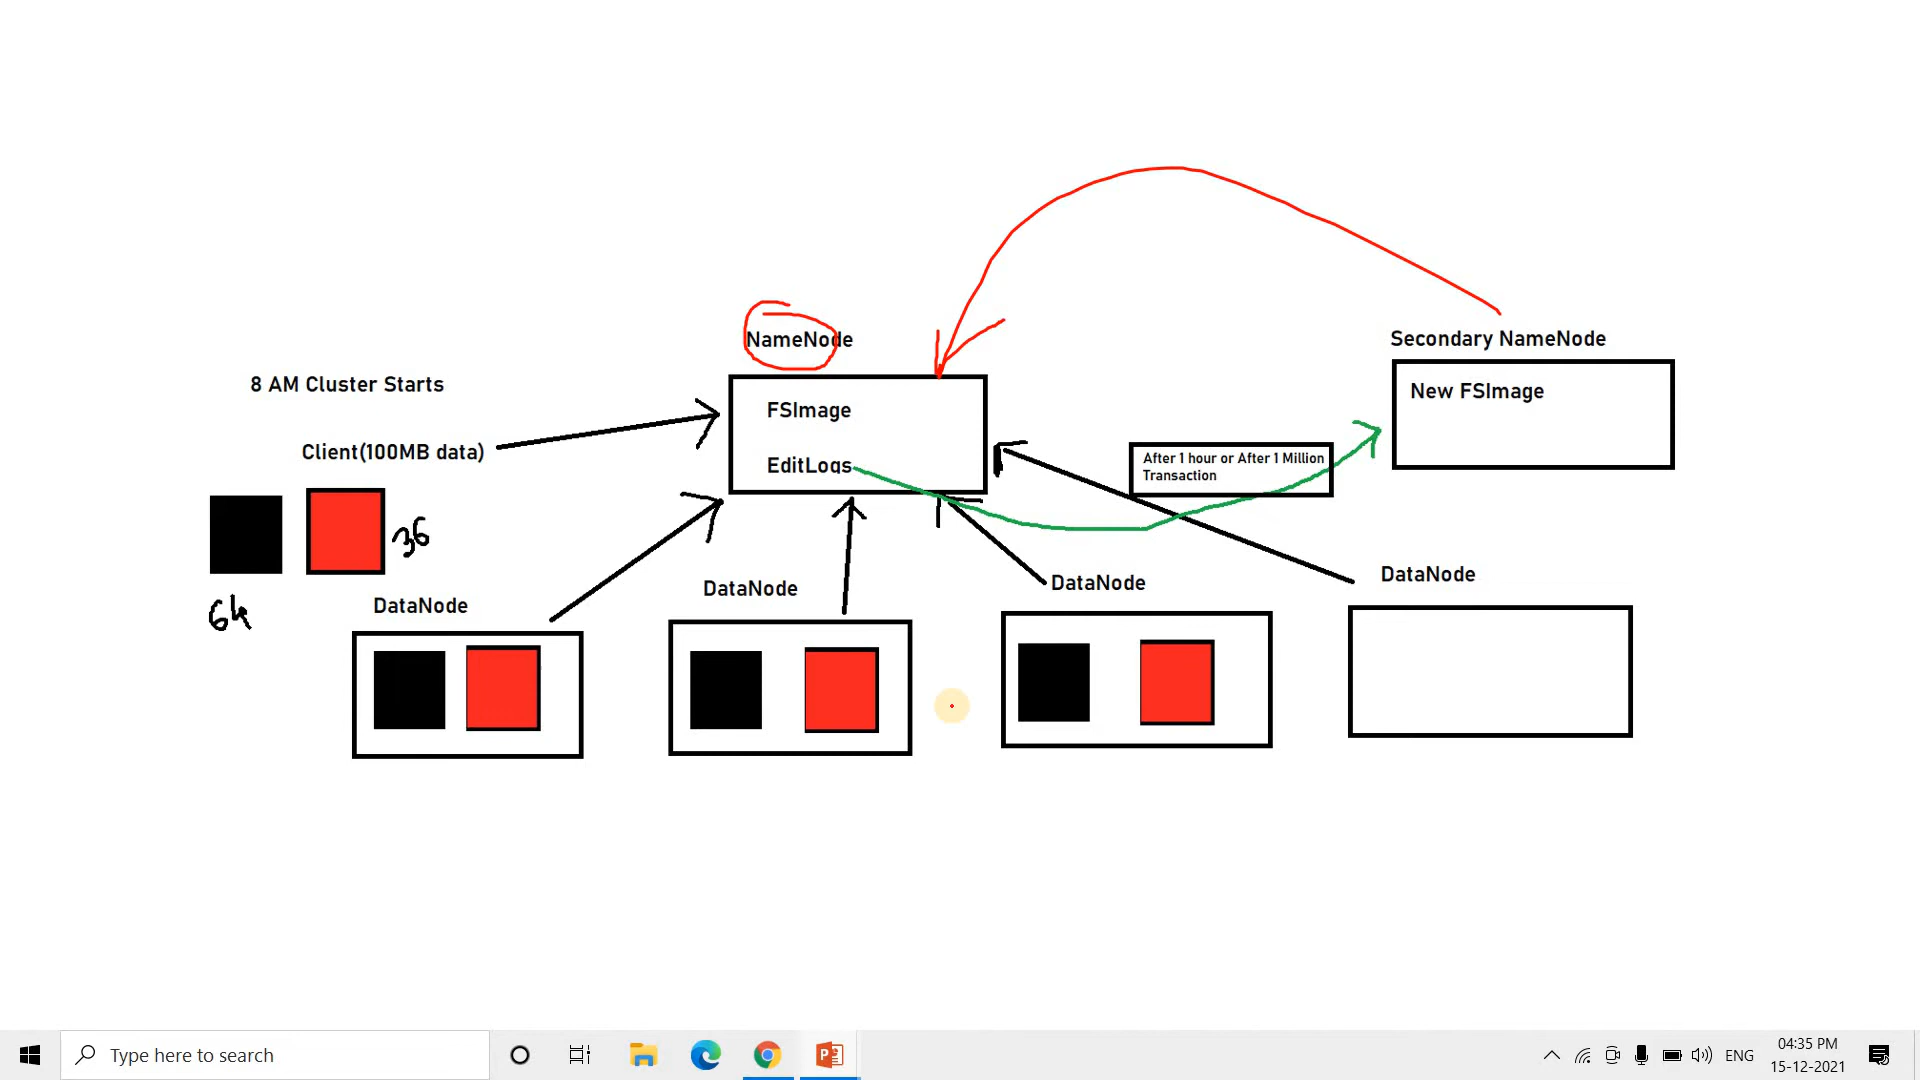 NameNode
Secondary NameNode
8 AM Cluster Starts
FSImage
New FSImage
Client(100MB data)
EditLogs
After 1 hour or After 1 Million
Transaction
36
64
DataNode
DataNode
DataNode
DataNode
Type here to search
ENG
04:35 PM
15-12-2021